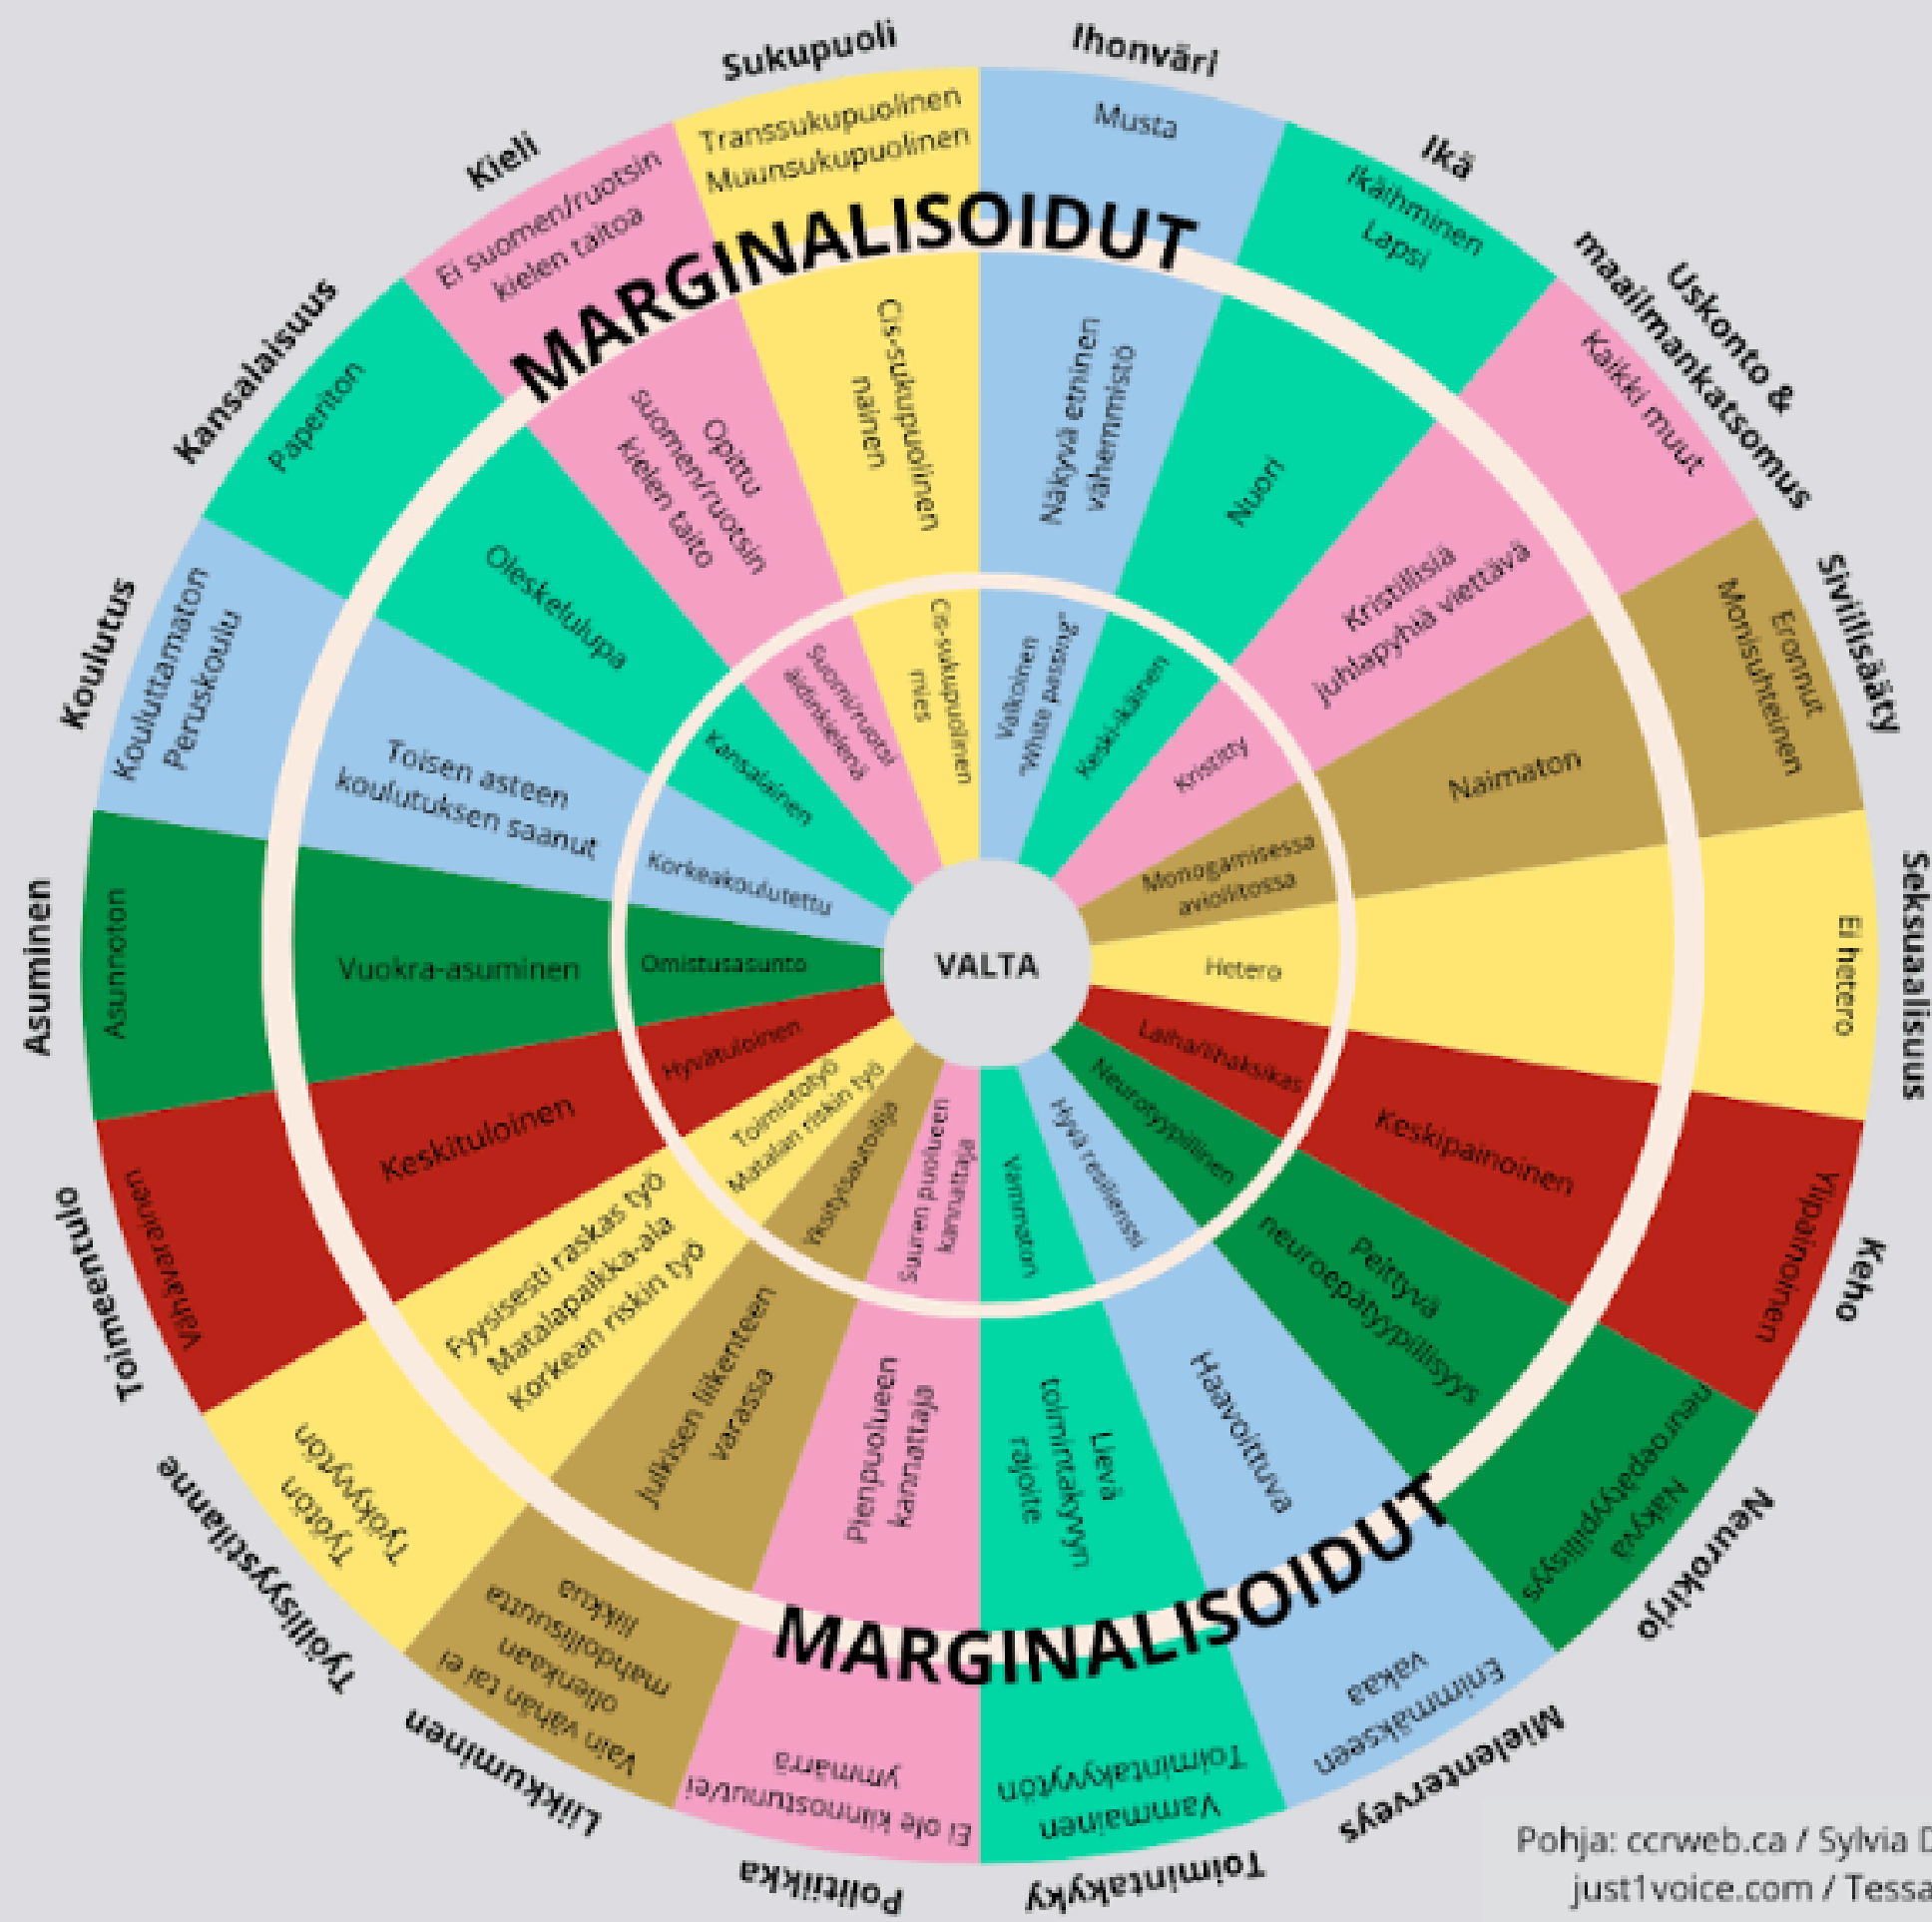 Ihonväri
Musta
Näkyvä etninen
vähemmistö
Valkoinen
"White passing"
Ikä
Ikäihminen
Lapsi
Nuori
Keski-ikäinen
Uskonto &
maailmankatsomus
Kaikki muut
Kristillisiä
juhlapyhiä viettävä
Kristitty
Siviilisääty
Eronnut
Monisuhteinen
Naimaton
Monogamisessa
avioliitossa
Seksuaalisuus
Ei hetero
Hetero
Keho
Ylipainoinen
Keskipainoinen
Laiha/lihaksikas
Neurokirjo
Näkyvä
neuroepätyypillisyys
Peittyvä
neuroepätyypillisyys
Neurotyypillinen
Mielenterveys
Enimmäkseen
vakaa
Haavoittuva
Hyvä resilienssi
Toimintakyky
Vammainen
Toimintakyvytön
Lievä
toimintakyvyn
rajoite
Vammaton
Politiikka
Ei ole kiinnostunut/ei
ymmärrä
Pienpuolueen
kannattaja
Suuren puolueen
kannattaja
Liikkuminen
Vain vähän tai ei
ollenkaan
mahdollisuutta
liikkua
Julkisen liikenteen
varassa
Yksityisautoilija
Työllisyystilanne
Työtön
Työkyvytön
Fyysisesti raskas työ
Matalapalkka-ala
Korkean riskin työ
Toimistotyö
Matalan riskin työ
Toimeentulo
Vähävarainen
Keskituloinen
Hyvätuloinen
Asuminen
Asunnoton
Vuokra-asuminen
Omistusasunto
Koulutus
Kouluttamaton
Peruskoulu
Toisen asteen
koulutuksen saanut
Korkeakoulutettu
Kansalaisuus
Paperiton
Oleskelulupa
Kansalainen
Kieli
Ei suomen/ruotsin
kielen taitoa
Opittu
suomen/ruotsin
kielen taito
Suomi/ruotsi
äidinkielenä
Sukupuoli
Transsukupuolinen
Muunsukupuolinen
Cis-sukupuolinen
nainen
Cis-sukupuolinen
mies
MARGINALISOIDUT
VALTA
MARGINALISOIDUT
Pohja: ccrweb.ca / Sylvia D
just1voice.com / Tessa